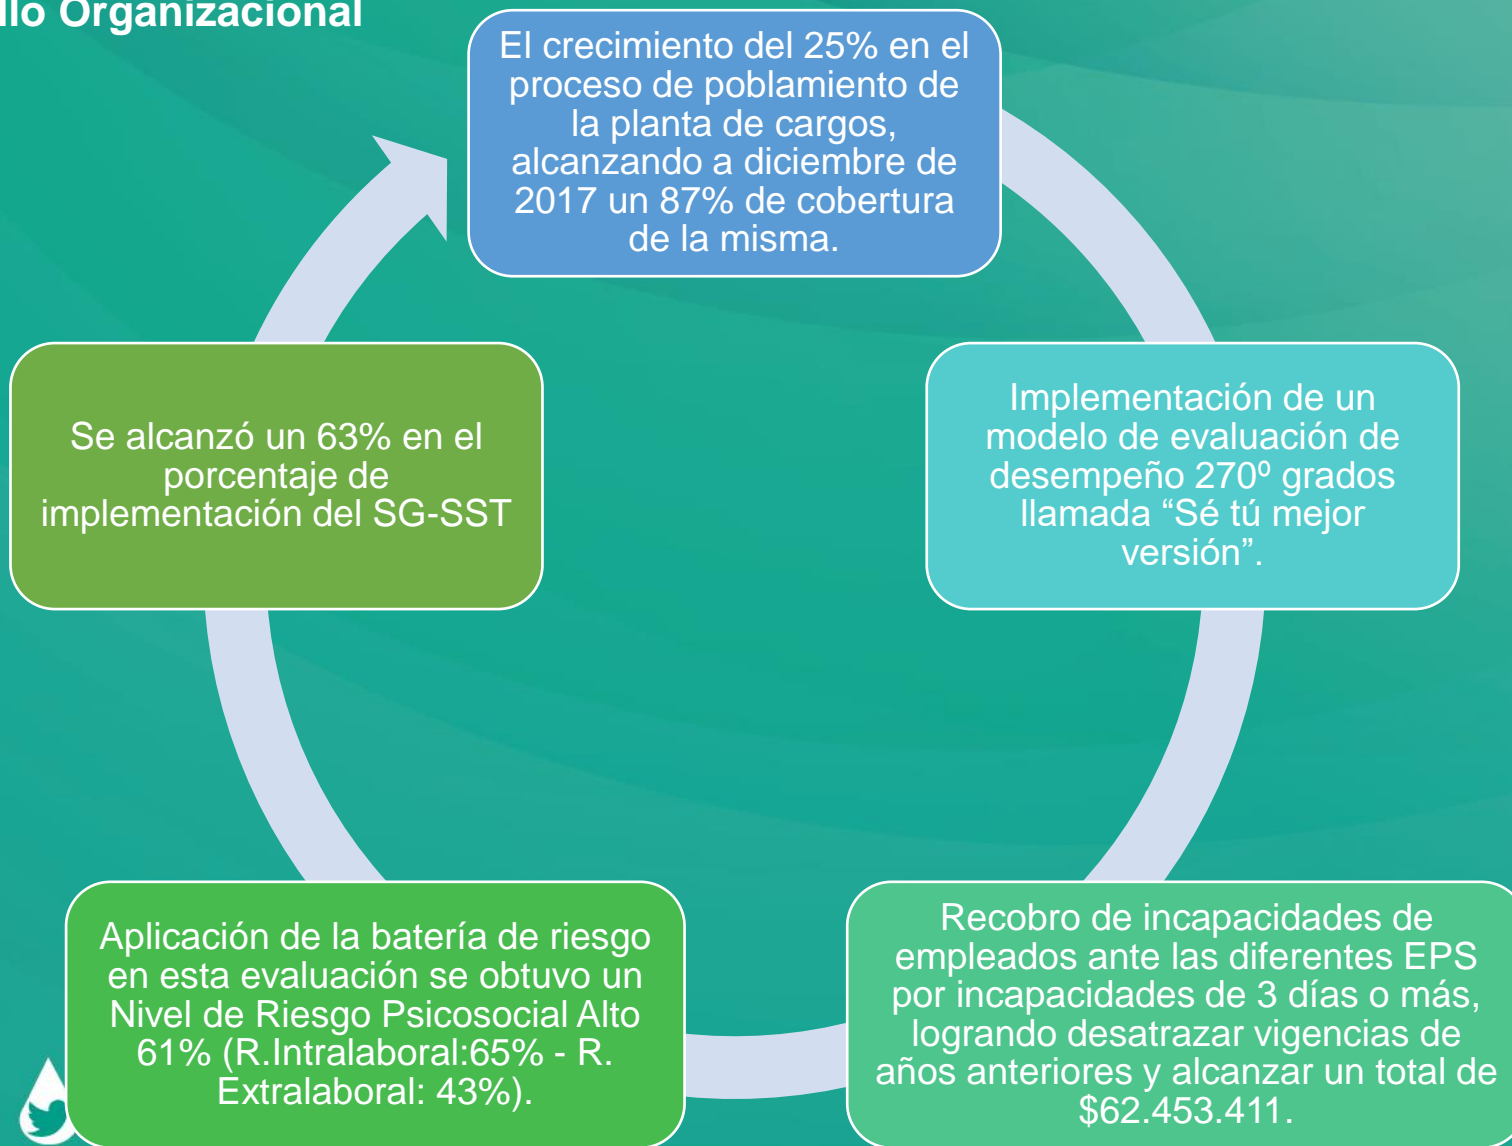 Organizacional
El crecimiento del 25% en el
proceso de poblamiento de
la planta de cargos,
alcanzando a diciembre de
2017 un 87% de cobertura
de la misma.
Implementación de un
modelo de evaluación de
desempeño 270º grados
llamada “Sé tú mejor
versión”.
Recobro de incapacidades de
empleados ante las diferentes EPS
por incapacidades de 3 días o más,
logrando desatrazar vigencias de
años anteriores y alcanzar un total de
$62.453.411.
Aplicación de la batería de riesgo
en esta evaluación se obtuvo un
Nivel de Riesgo Psicosocial Alto
61% (R.Intralaboral:65% - R.
Extralaboral: 43%).
Se alcanzó un 63% en el
porcentaje de
implementación del SG-SST